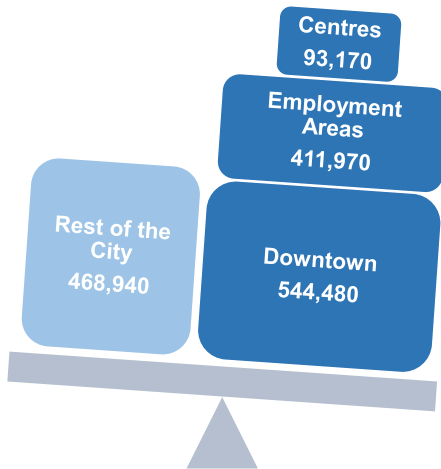 Centres
93,170
Employment
Areas
411,970
Rest of the
City
468,940
Downtown
544,480